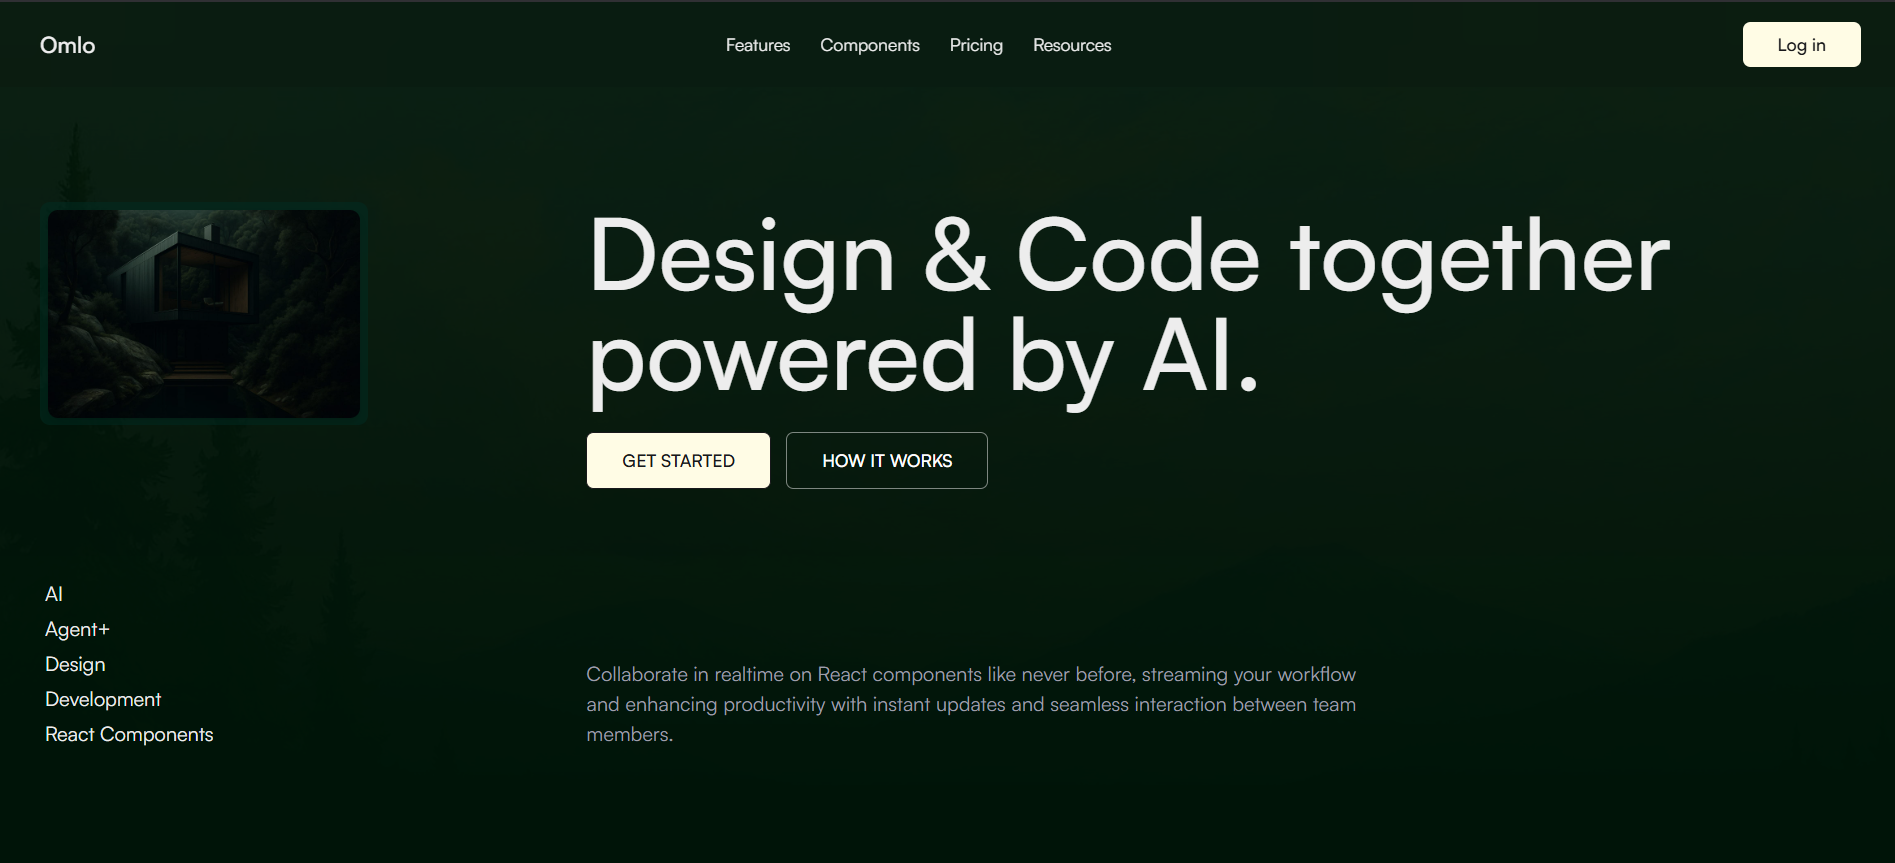 Omlo
Features
Components
Pricing
Resources
Log in
Design & Code together
powered by AI.
GET STARTED
HOW IT WORKS
AI
Agent+
Design
Development
React Components
Collaborate in realtime on React components like never before, streaming your workflow
and enhancing productivity with instant updates and seamless interaction between team
members.